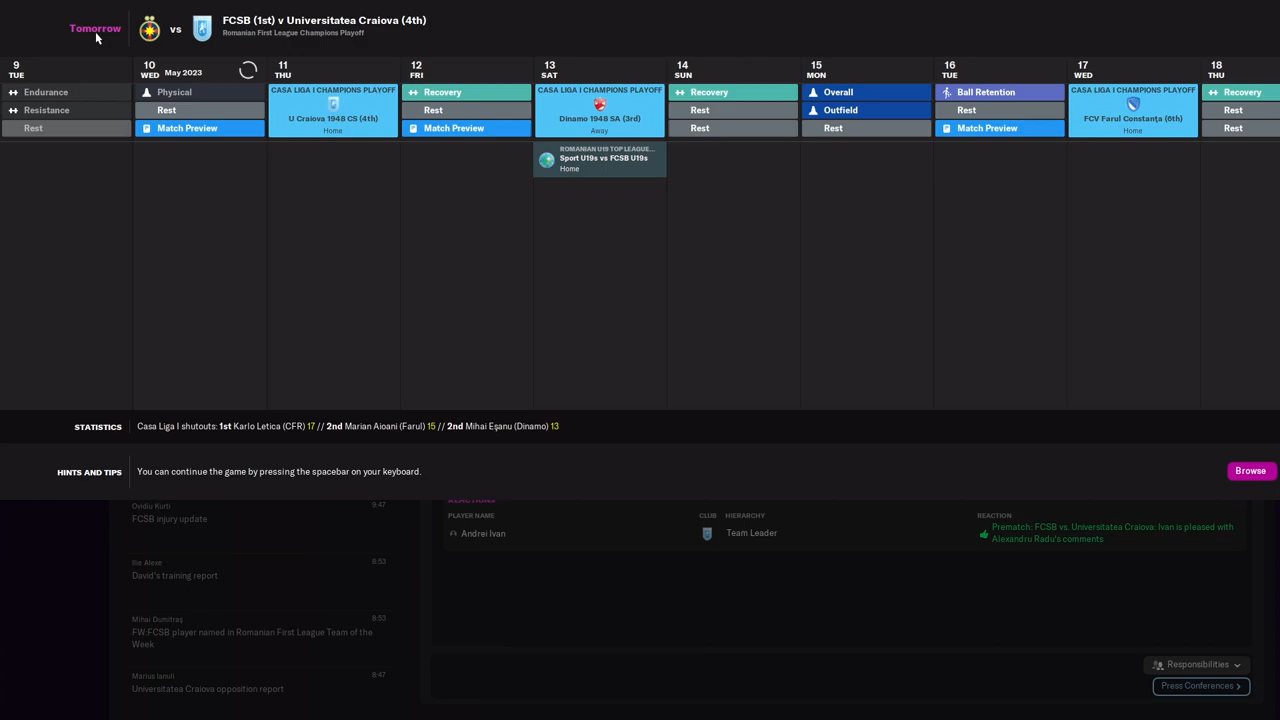 Tomorrow
vs
FCSB (1st) v Universitatea Craiova (4th)
Romanian First League Champions Playoff
9
TUE
10
WED May 2023
11
THU
12
FRI
13
SAT
14
SUN
15
MON
16
TUE
17
WED
18
THU
Endurance
Resistance
Rest
Physical
Rest
Match Preview
CASA LIGA I CHAMPIONS PLAYOFF
U Craiova 1948 CS (4th)
Home
Recovery
Rest
Match Preview
CASA LIGA I CHAMPIONS PLAYOFF
Dinamo 1948 SA (3rd)
Away
ROMANIAN U19 TOP LEAGUE...
Sport U19s vs FCSB U19s
Home
Recovery
Rest
Rest
Overall
Outfield
Rest
Ball Retention
Rest
Match Preview
CASA LIGA I CHAMPIONS PLAYOFF
FCV Farul Constanţa (6th)
Home
Recovery
Rest
Rest
STATISTICS
Casa Liga I shutouts: 1st Karlo Letica (CFR) 17 // 2nd Marian Aioani (Farul) 15 // 2nd Mihai Eşanu (Dinamo) 13
HINTS AND TIPS
You can continue the game by pressing the spacebar on your keyboard.
Browse
Ovidiu Kurti
9:47
FCSB injury update
Ilie Alexe
8:53
David's training report
Mihai Dumitraş
8:53
FW:FCSB player named in Romanian First League Team of the
Week
Marius Ianuli
8:47
Universitatea Craiova opposition report
REACTIONS
PLAYER NAME
CLUB
HIERARCHY
REACTION
Andrei Ivan
Team Leader
Prematch: FCSB vs. Universitatea Craiova: Ivan is pleased with
Alexandru Radu's comments
Responsibilities
Press Conferences